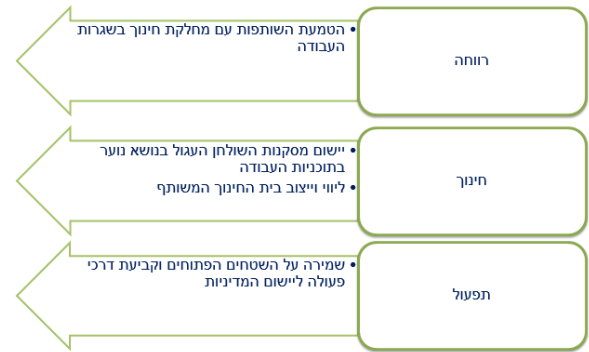 רווחה
• הטמעת השותפות עם מחלקת חינוך בשגרות
העבודה
חינוך
• יישום מסקנות השולחן העגול בנושא נוער
בתוכניות העבודה
• ליווי וייצוב בית החינוך המשותף
תפעול
• שמירה על השטחים הפתוחים וקביעת דרכי
פעולה ליישום המדיניות